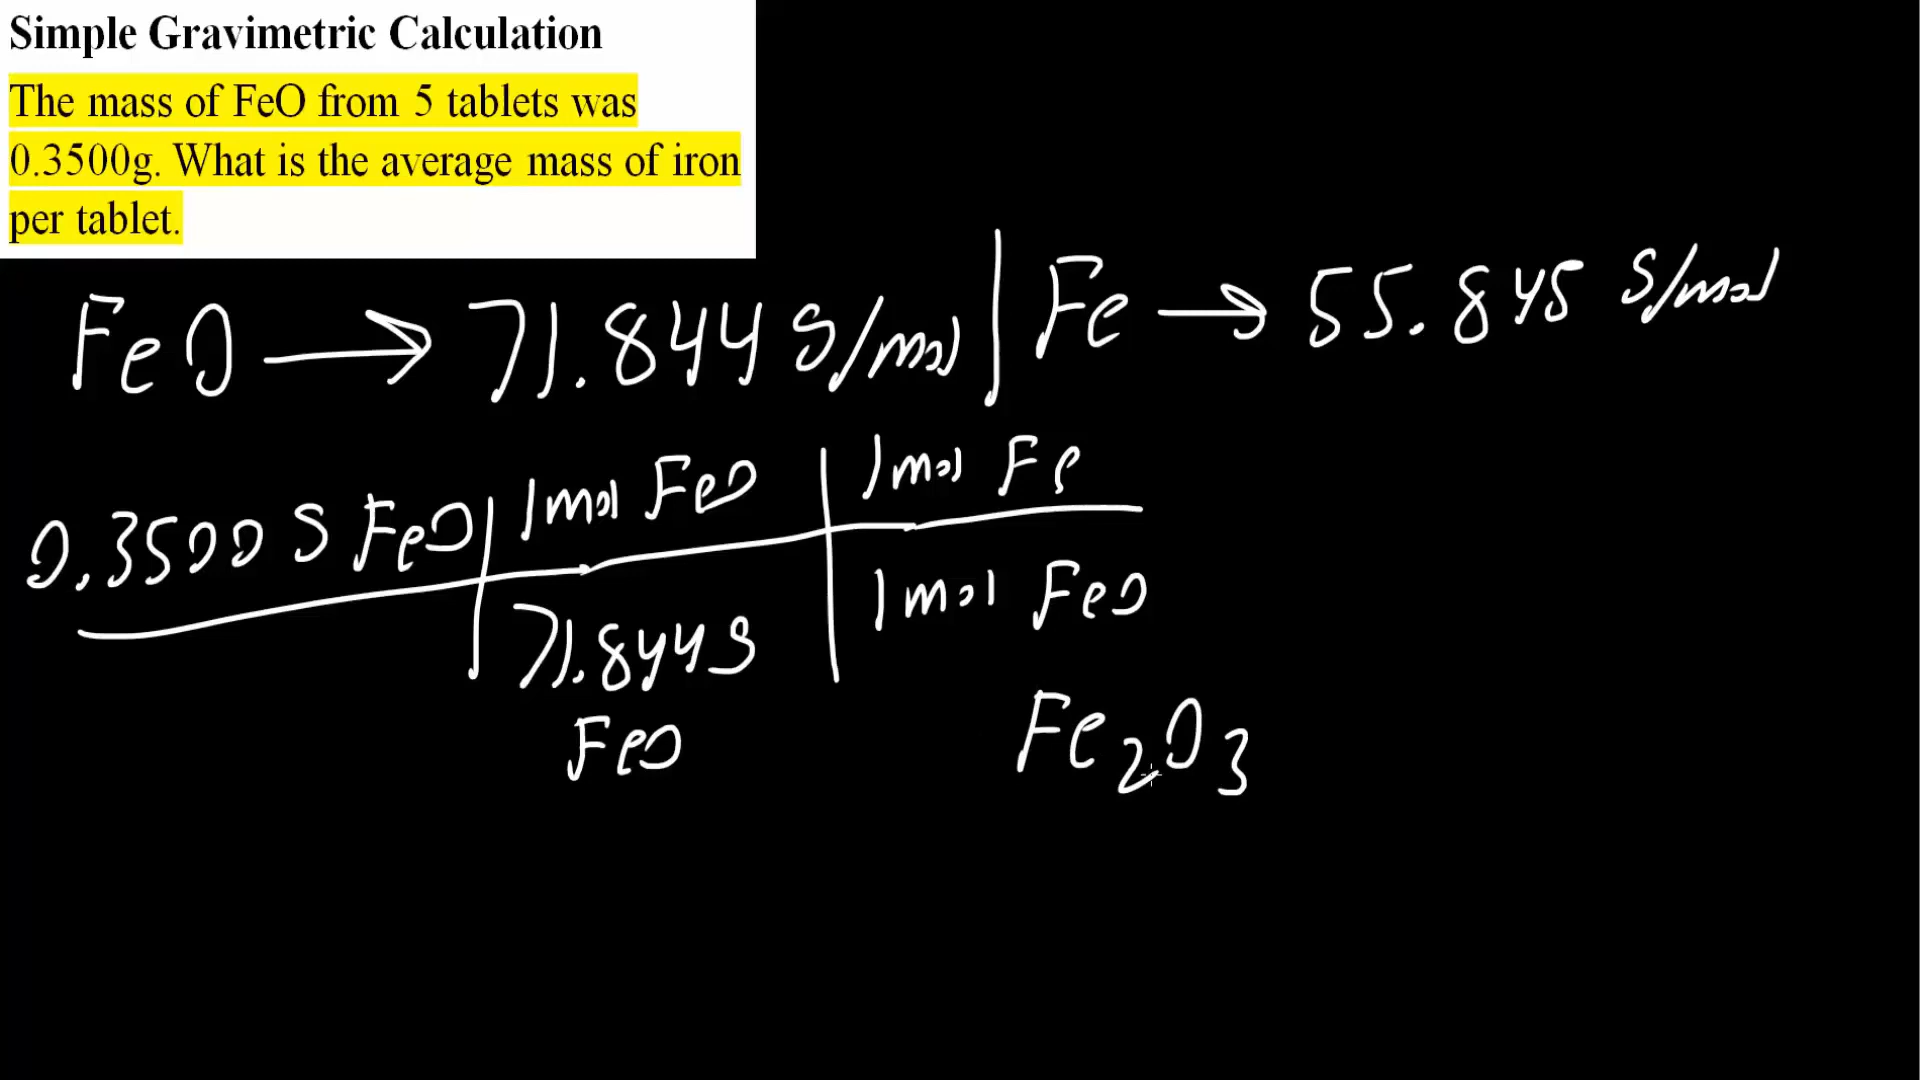 Simple Gravimetric Calculation
The mass of FeO from 5 tablets was
0.3500g. What is the average mass of iron
per tablet.
FeO → 71.844 g/mol | Fe → 55.845 g/mol
0.3500 g FeO | 1 mol FeO | 1 mol Fe
71.844 g | 1 mol FeO
FeO
Fe₂O₃